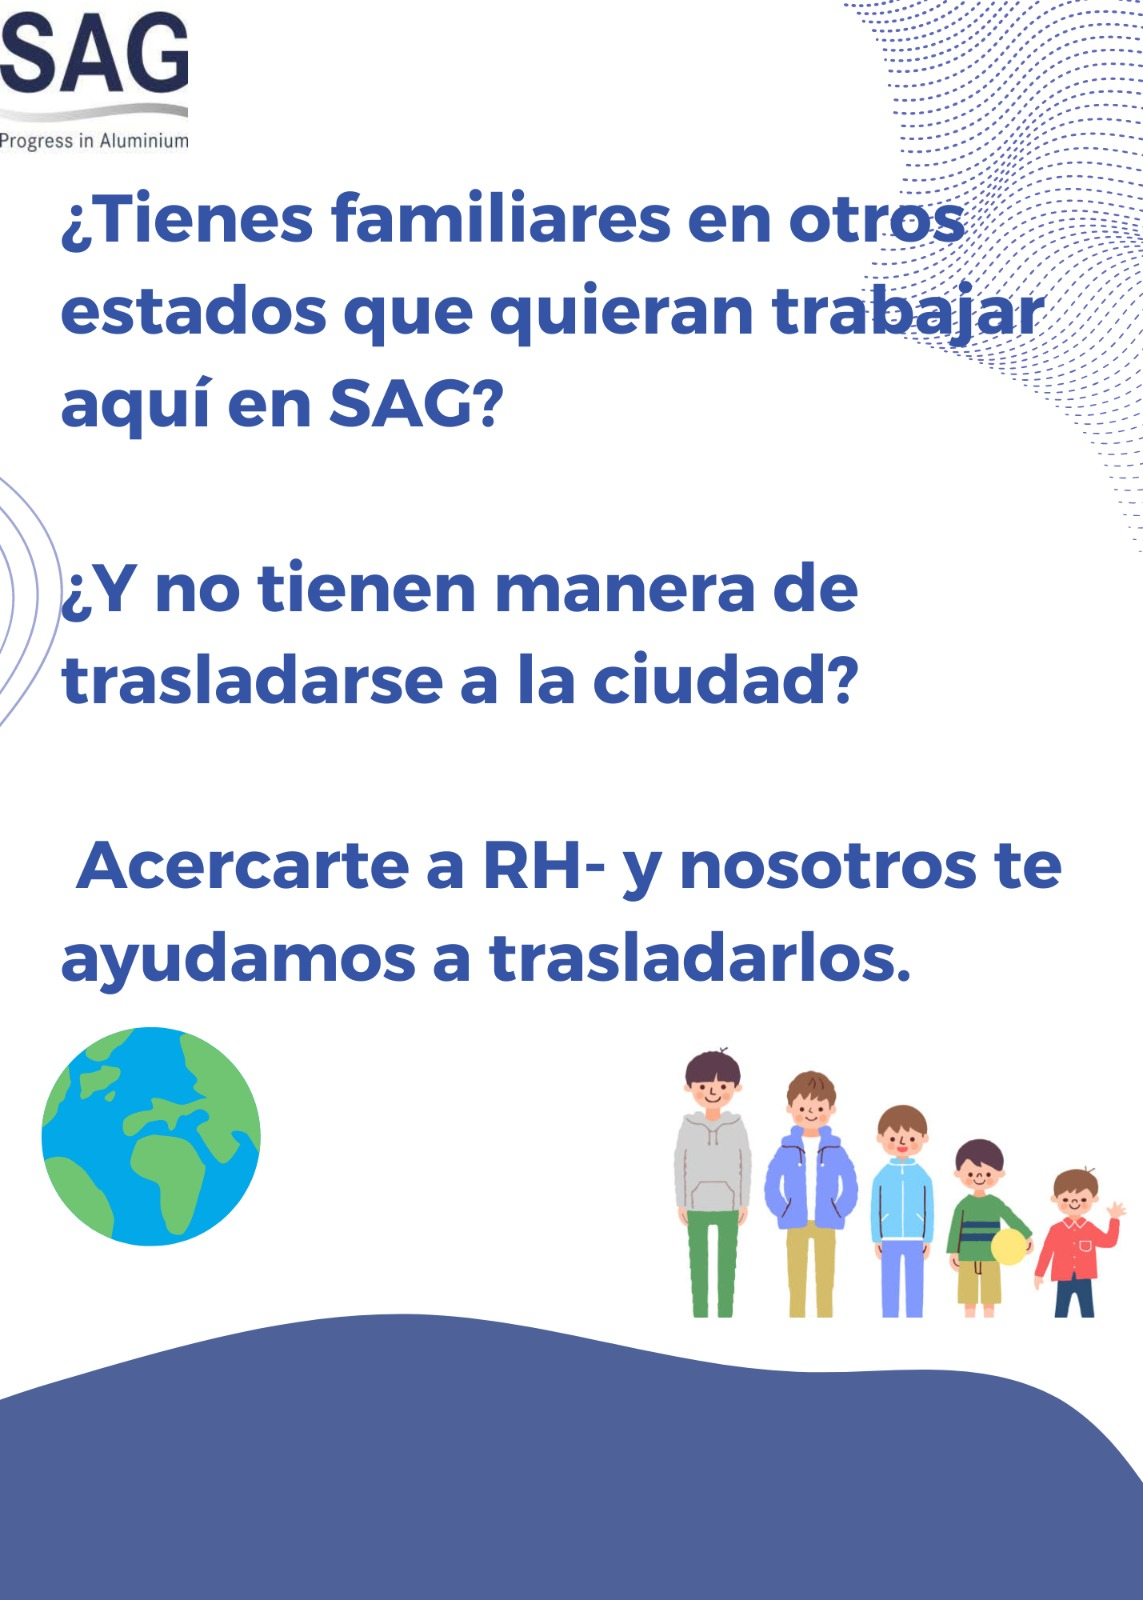 SAG
Progress in Aluminium
¿Tienes familiares en otros
estados que quieran trabajar
aquí en SAG?
¿Y no tienen manera de
trasladarse a la ciudad?
Acercarte a RH- y nosotros te
ayudamos a trasladarlos.